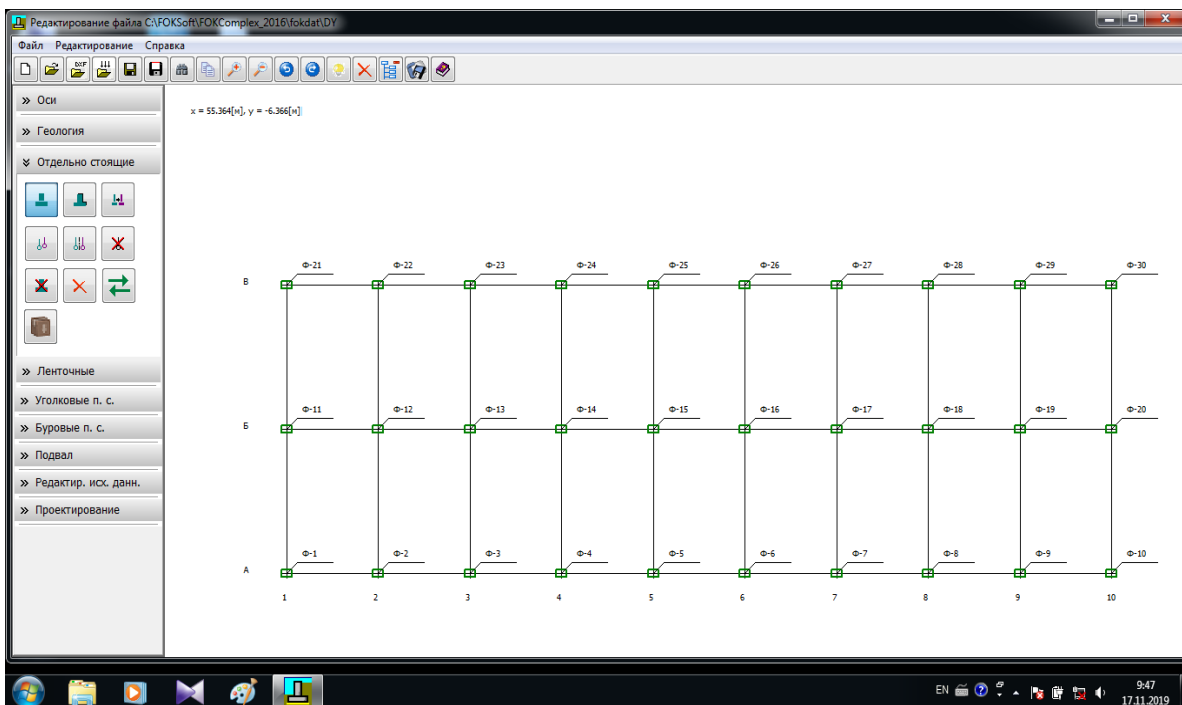 Редактирование файла C:\FOKSoft\FOKComplex_2016\fokdat\DY
Файл Редактирование Справка
DXF
Оси
Геология
Отдельно стоящие
Ленточные
Уголковые п. с.
Буровые п. с.
Подвал
Редактир. исх. данн.
Проектирование
x = 55.364[м], y = -6.366[м]
Ф-21 Ф-22 Ф-23 Ф-24 Ф-25 Ф-26 Ф-27 Ф-28 Ф-29 Ф-30
В
Ф-11 Ф-12 Ф-13 Ф-14 Ф-15 Ф-16 Ф-17 Ф-18 Ф-19 Ф-20
Б
Ф-1 Ф-2 Ф-3 Ф-4 Ф-5 Ф-6 Ф-7 Ф-8 Ф-9 Ф-10
А
1 2 3 4 5 6 7 8 9 10
EN 9:47
17.11.2019